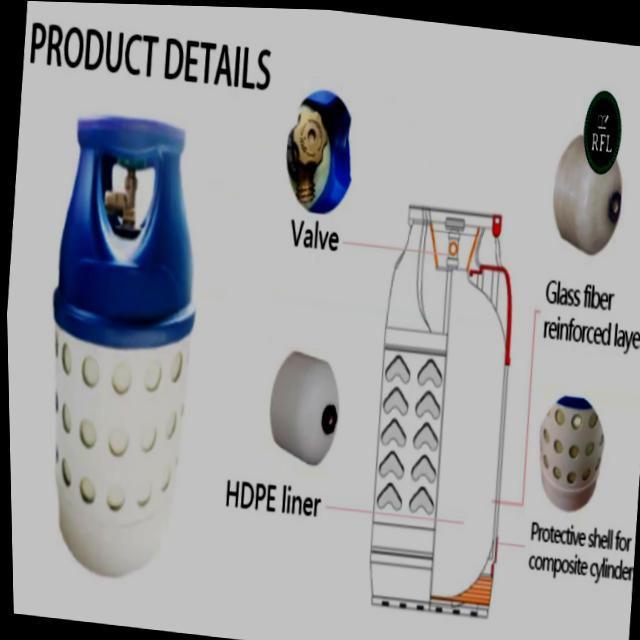 PRODUCT DETAILS
RFL
Valve
Glass fiber
reinforced laye
HDPE liner
Protective shell for
composite cylinder